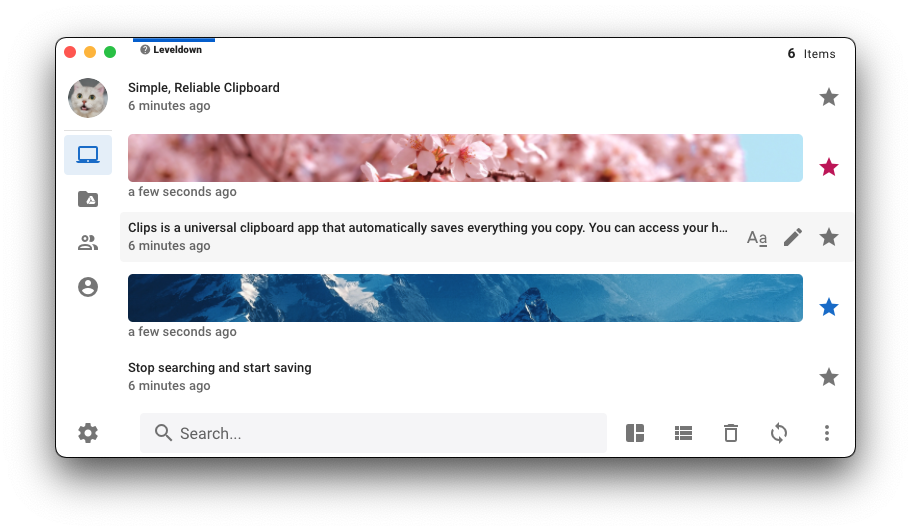 Leveldown
6 Items
Simple, Reliable Clipboard
6 minutes ago
a few seconds ago
Clips is a universal clipboard app that automatically saves everything you copy. You can access your h...
6 minutes ago
Aa
a few seconds ago
Stop searching and start saving
6 minutes ago
Search...